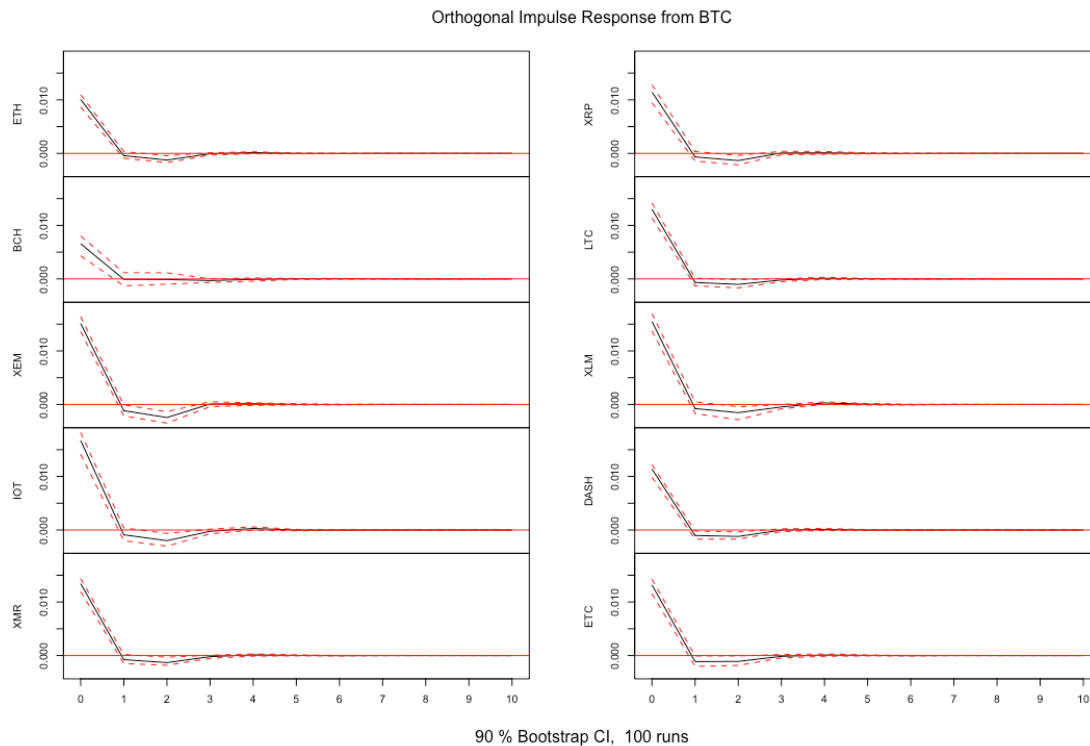 Orthogonal Impulse Response from BTC
ETH
0.000 0.010
BCH
0.000 0.010
XEM
0.000 0.010
IOT
0.000 0.010
XMR
0.000 0.010
0 1 2 3 4 5 6 7 8 9 10
XRP
0.000 0.010
LTC
0.000 0.010
XLM
0.000 0.010
DASH
0.000 0.010
ETC
0.000 0.010
0 1 2 3 4 5 6 7 8 9 10
90 % Bootstrap CI, 100 runs